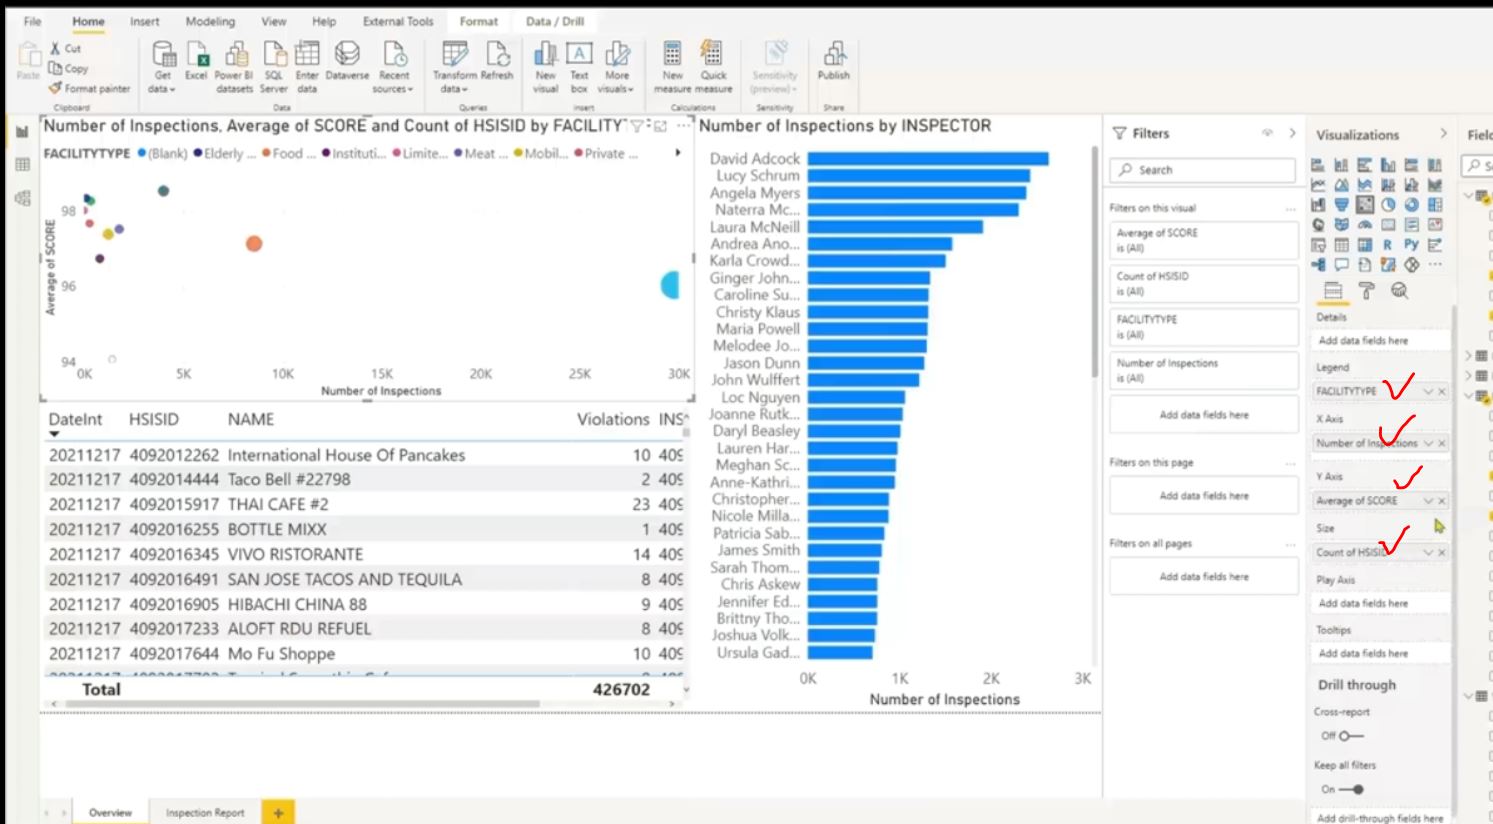 File Home Insert Modeling View Help External Tools Format Data / Drill
Paste
Cut
Copy
Format painter
Clipboard
Get data
Excel
Power BI datasets
SQL Server
Enter data
Dataverse
Recent sources
Data
Transform data
Refresh
Queries
New visual
Text box
More visuals
Insert
New measure
Quick measure
Calculations
Sensitivity (preview)
Sensitivity
Publish
Share
Number of Inspections, Average of SCORE and Count of HSISID by FACILITY
FACILITYTYPE (Blank) Elderly ... Food ... Instituti... Limite... Meat ... Mobil... Private ...
Average of SCORE
98
96
94
0K 5K 10K 15K 20K 25K 30K
Number of Inspections
DateInt HSISID NAME Violations INS
20211217 4092012262 International House Of Pancakes 10 409
20211217 4092014444 Taco Bell #22798 2 409
20211217 4092015917 THAI CAFE #2 23 409
20211217 4092016255 BOTTLE MIXX 1 409
20211217 4092016345 VIVO RISTORANTE 14 409
20211217 4092016491 SAN JOSE TACOS AND TEQUILA 8 409
20211217 4092016905 HIBACHI CHINA 88 9 409
20211217 4092017233 ALOFT RDU REFUEL 8 409
20211217 4092017644 Mo Fu Shoppe 10 409
Total 426702
Number of Inspections by INSPECTOR
David Adcock
Lucy Schrum
Angela Myers
Naterra Mc...
Laura McNeill
Andrea Ano...
Karla Crowd...
Ginger John...
Caroline Su...
Christy Klaus
Maria Powell
Melodee Jo...
Jason Dunn
John Wulffert
Loc Nguyen
Joanne Rutk...
Daryl Beasley
Lauren Har...
Meghan Sc...
Anne-Kathri...
Christopher...
Nicole Milla...
Patricia Sab...
James Smith
Sarah Thom...
Chris Askew
Jennifer Ed...
Brittny Tho...
Joshua Volk...
Ursula Gad...
0K 1K 2K 3K
Number of Inspections
Filters
Search
Filters on this visual ...
Average of SCORE
is (All)
Count of HSISID
is (All)
FACILITYTYPE
is (All)
Number of Inspections
is (All)
Add data fields here
Filters on this page ...
Add data fields here
Filters on all pages ...
Add data fields here
Visualizations
R Py
...
Details
Add data fields here
Legend
FACILITYTYPE
X Axis
Number of Inspections
Y Axis
Average of SCORE
Size
Count of HSISID
Play Axis
Add data fields here
Tooltips
Add data fields here
Drill through
Cross-report
Off
Keep all filters
On
Add drill-through fields here
Field
S
Overview Inspection Report +